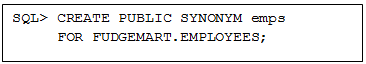 SQL> CREATE PUBLIC SYNONYM emps
FOR FUDGEMART.EMPLOYEES;